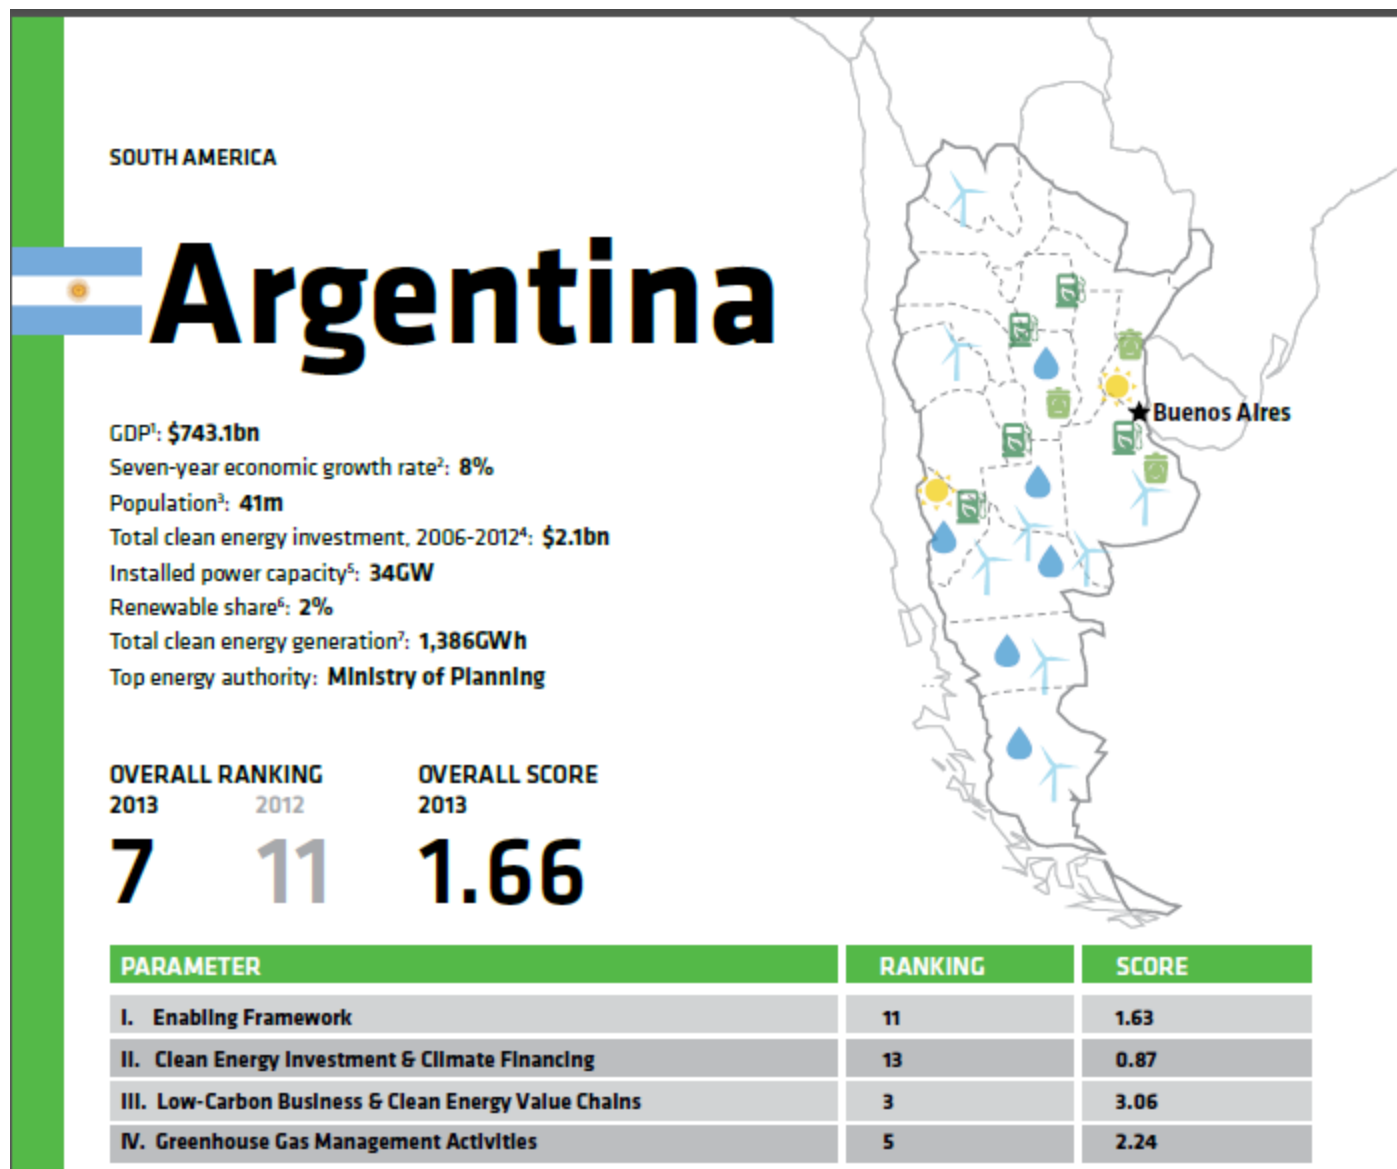 SOUTH AMERICA
Argentina
GDP¹: $743.1bn
Seven-year economic growth rate²: 8%
Population³: 41m
Total clean energy investment, 2006-2012⁴: $2.1bn
Installed power capacity⁵: 34GW
Renewable share⁶: 2%
Total clean energy generation⁷: 1,386GWh
Top energy authority: Ministry of Planning
Buenos Aires
OVERALL RANKING OVERALL SCORE
2013 2012 2013
7 11 1.66
PARAMETER RANKING SCORE
I. Enabling Framework 11 1.63
II. Clean Energy Investment & Climate Financing 13 0.87
III. Low-Carbon Business & Clean Energy Value Chains 3 3.06
IV. Greenhouse Gas Management Activities 5 2.24